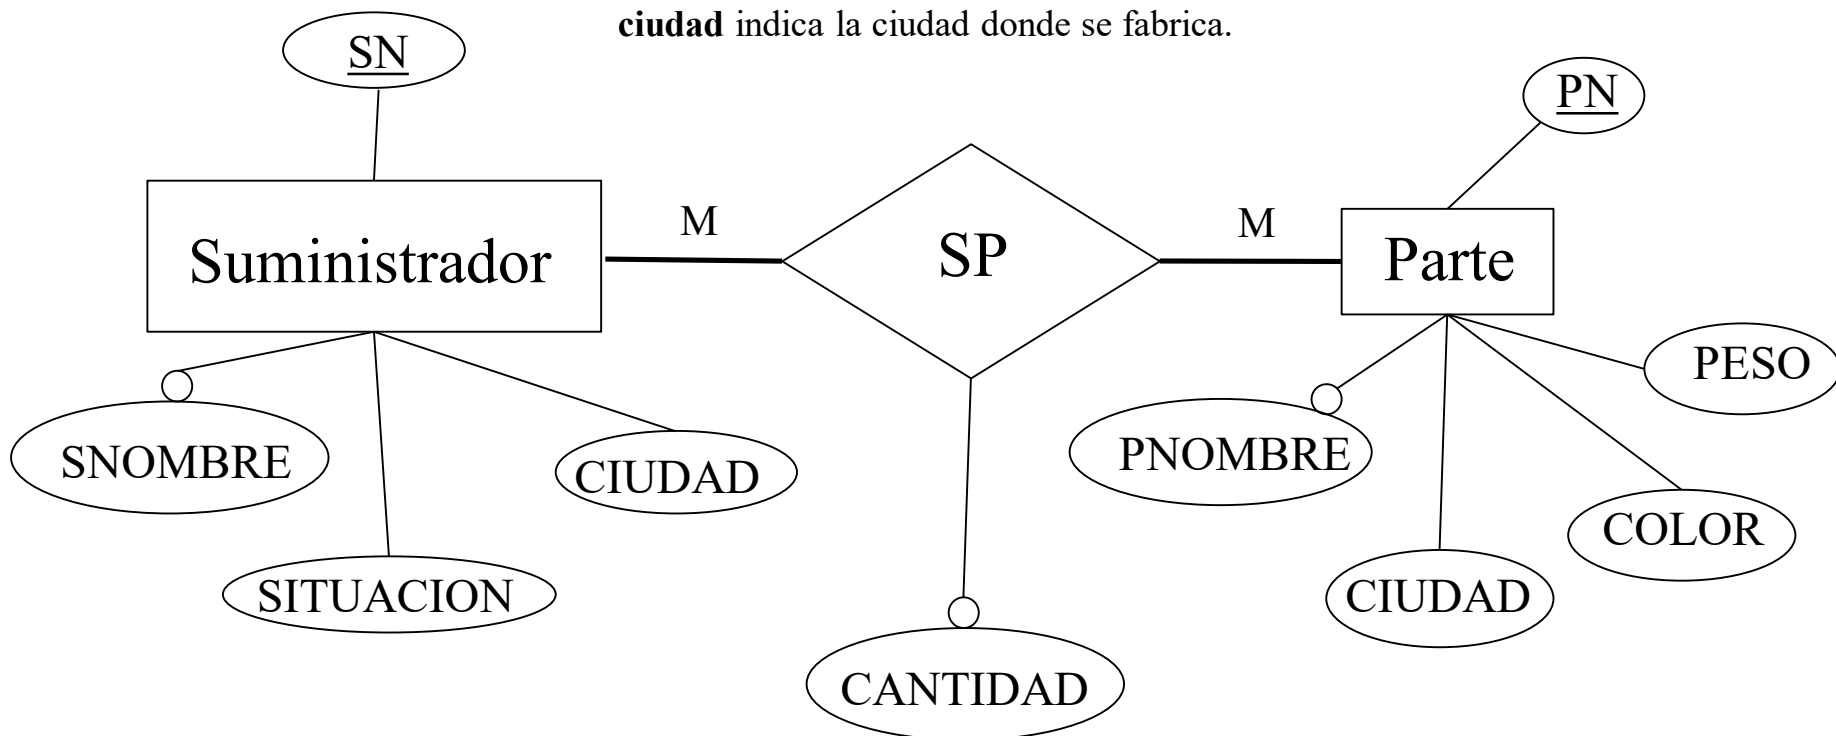 ciudad indica la ciudad donde se fabrica.
SN
PN
M
M
Suministrador
SP
Parte
PESO
SNOMBRE
CIUDAD
PNOMBRE
COLOR
SITUACION
CIUDAD
CANTIDAD